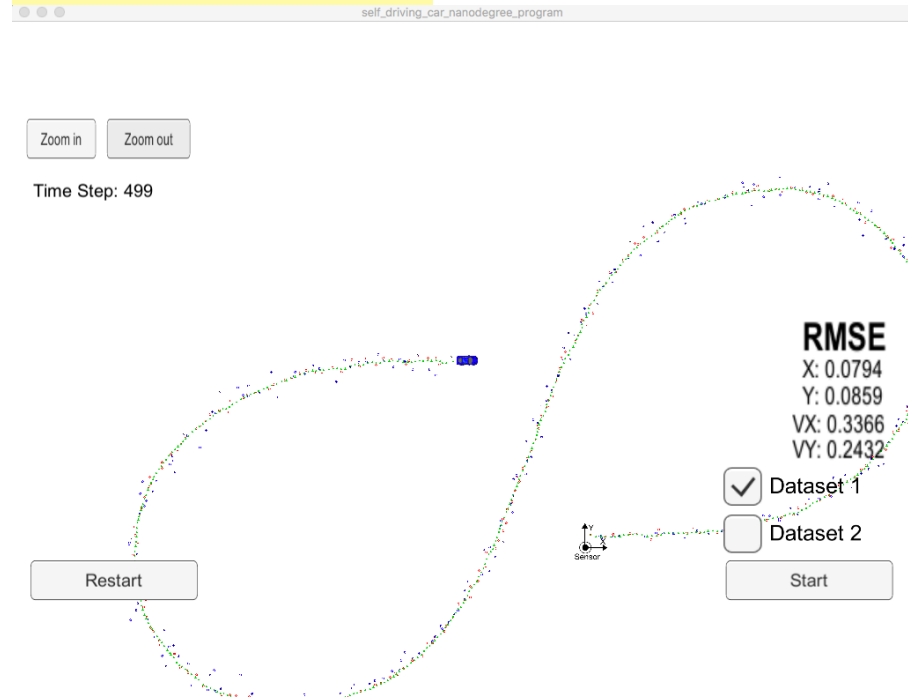 self_driving_car_nanodegree_program
Zoom in
Zoom out
Time Step: 499
RMSE
X: 0.0794
Y: 0.0859
VX: 0.3366
VY: 0.2432
Dataset 1
Dataset 2
Y
X
Sensor
Restart
Start